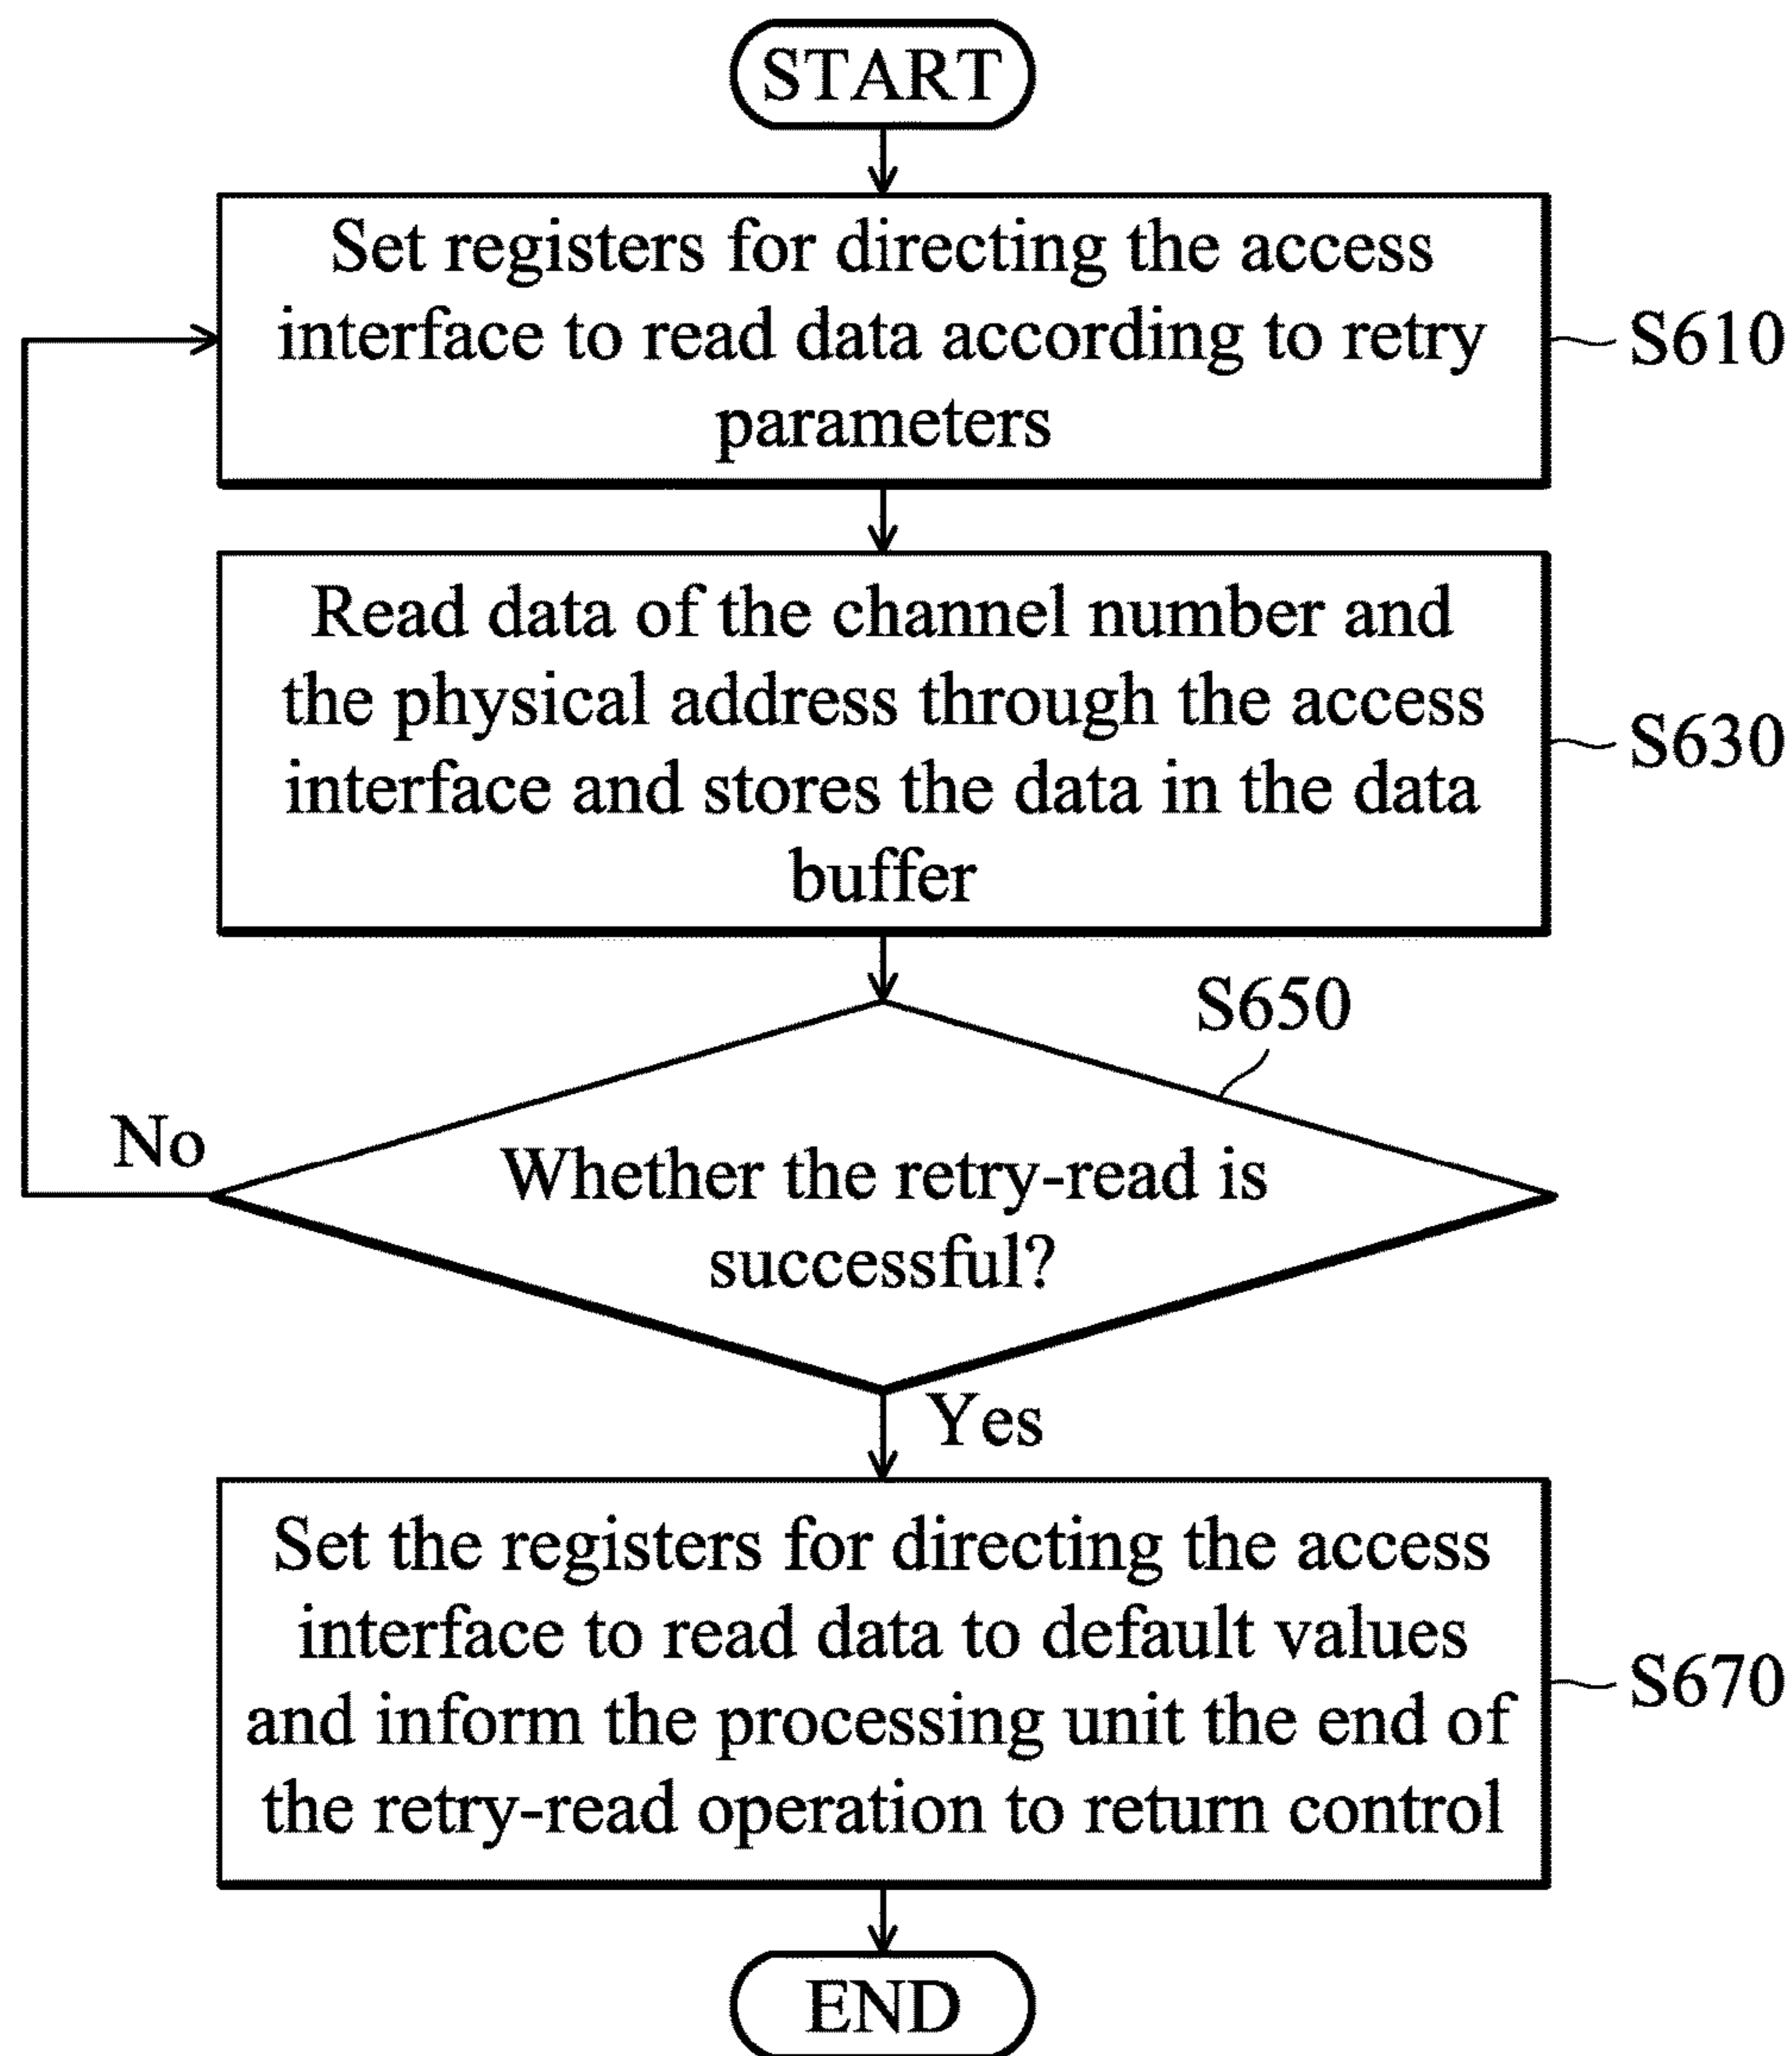 START
Set registers for directing the access
interface to read data according to retry
parameters
S610
Read data of the channel number and
the physical address through the access
interface and stores the data in the data
buffer
S630
S650
No
Whether the retry-read is
successful?
Yes
Set the registers for directing the access
interface to read data to default values
and inform the processing unit the end of
the retry-read operation to return control
S670
END